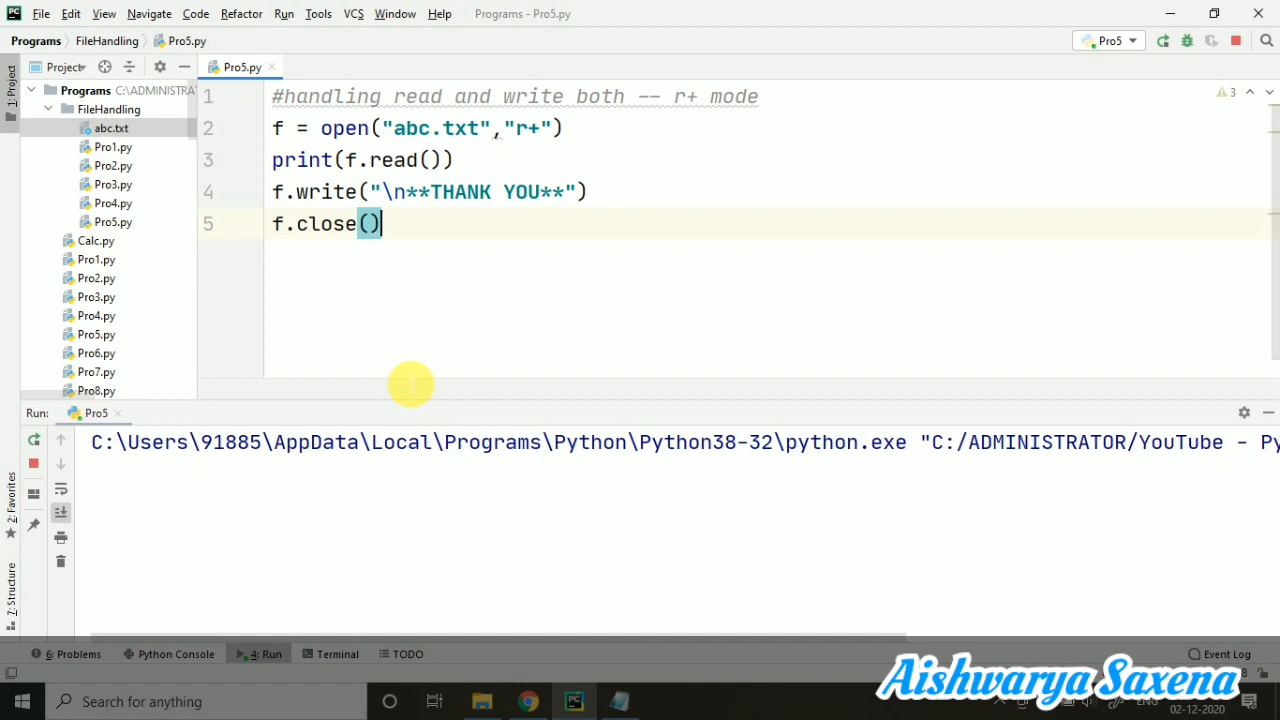 File Edit View Navigate Code Refactor Run Tools VCS Window Help Programs - Pro5.py
Programs FileHandling Pro5.py Pro5
1: Project
Project Pro5.py
Programs C:\ADMINISTRA
FileHandling
abc.txt
Pro1.py
Pro2.py
Pro3.py
Pro4.py
Pro5.py
Calc.py
Pro1.py
Pro2.py
Pro3.py
Pro4.py
Pro5.py
Pro6.py
Pro7.py
Pro8.py
1 #handling read and write both -- r+ mode
2 f = open("abc.txt","r+")
3 print(f.read())
4 f.write("\n**THANK YOU**")
5 f.close()
3
Run: Pro5
C:\Users\91885\AppData\Local\Programs\Python\Python38-32\python.exe "C:/ADMINISTRATOR/YouTube - Py
2: Favorites
7: Structure
6: Problems Python Console 4: Run Terminal TODO Event Log
Aishwarya Saxena
Search for anything
ENG
02-12-2020